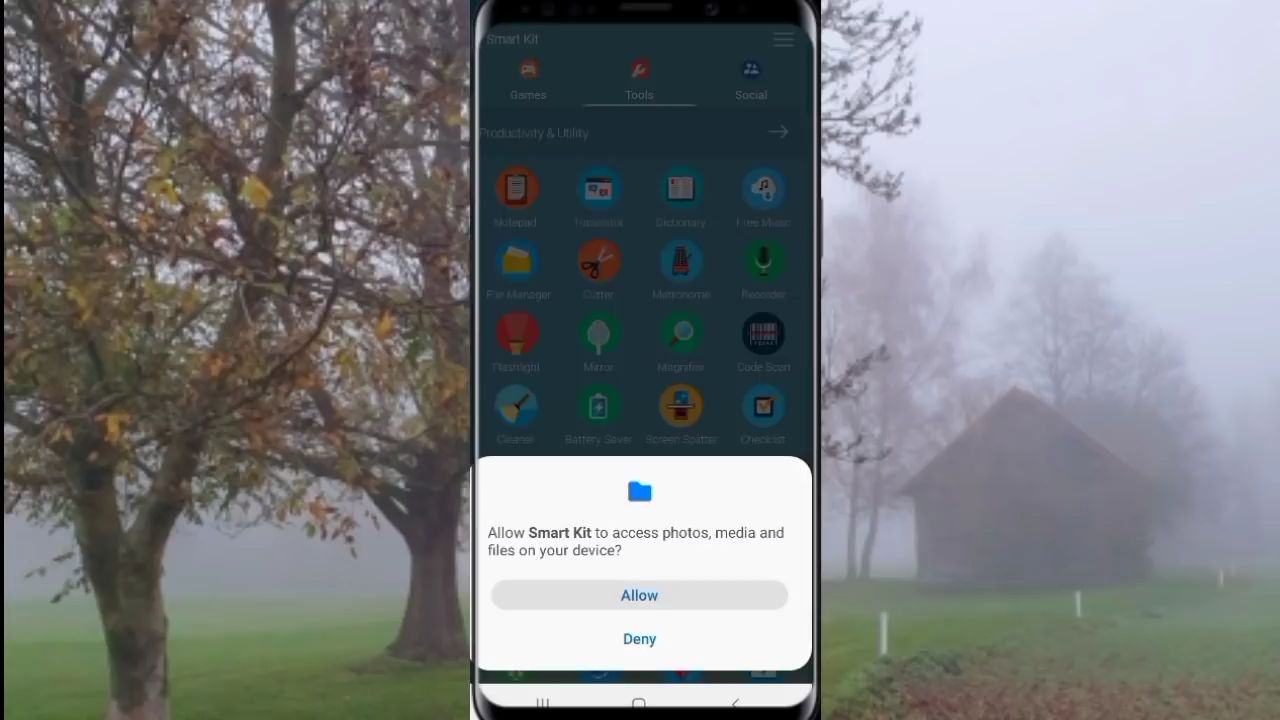 Smart Kit
Games Tools Social
Productivity & Utility
Notepad Translator Dictionary Free Music
File Manager Cutter Metronome Recorder
Flashlight Mirror Magnifier Code Scan
Cleaner Battery Saver Screen Splitter Checklist
Allow Smart Kit to access photos, media and
files on your device?
Allow
Deny